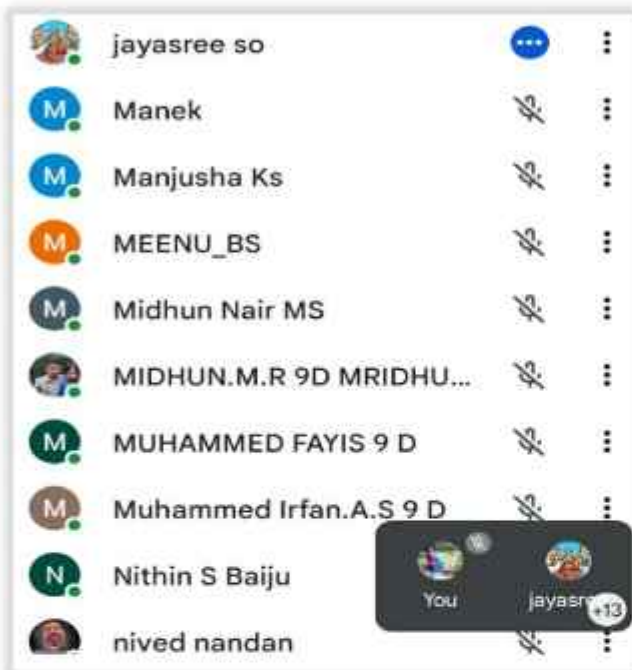 jayasree so
M Manek
M Manjusha Ks
M MEENU_BS
M Midhun Nair MS
MIDHUN.M.R 9D MRIDHU...
M MUHAMMED FAYIS 9 D
M Muhammed Irfan.A.S 9 D
N Nithin S Baiju
nived nandan
You jayasre
+13